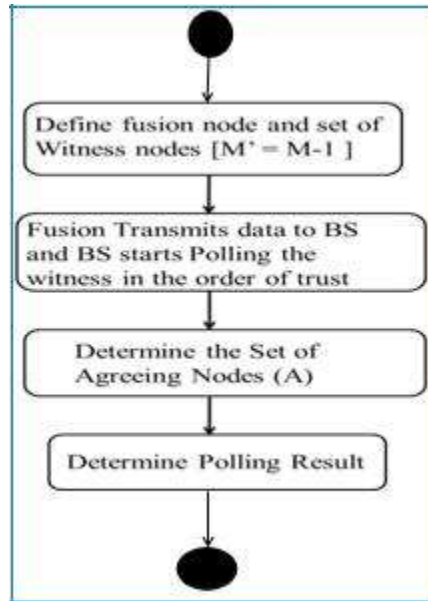 Define fusion node and set of
Witness nodes [M' = M-1 ]
Fusion Transmits data to BS
and BS starts Polling the
witness in the order of trust
Determine the Set of
Agreeing Nodes (A)
Determine Polling Result